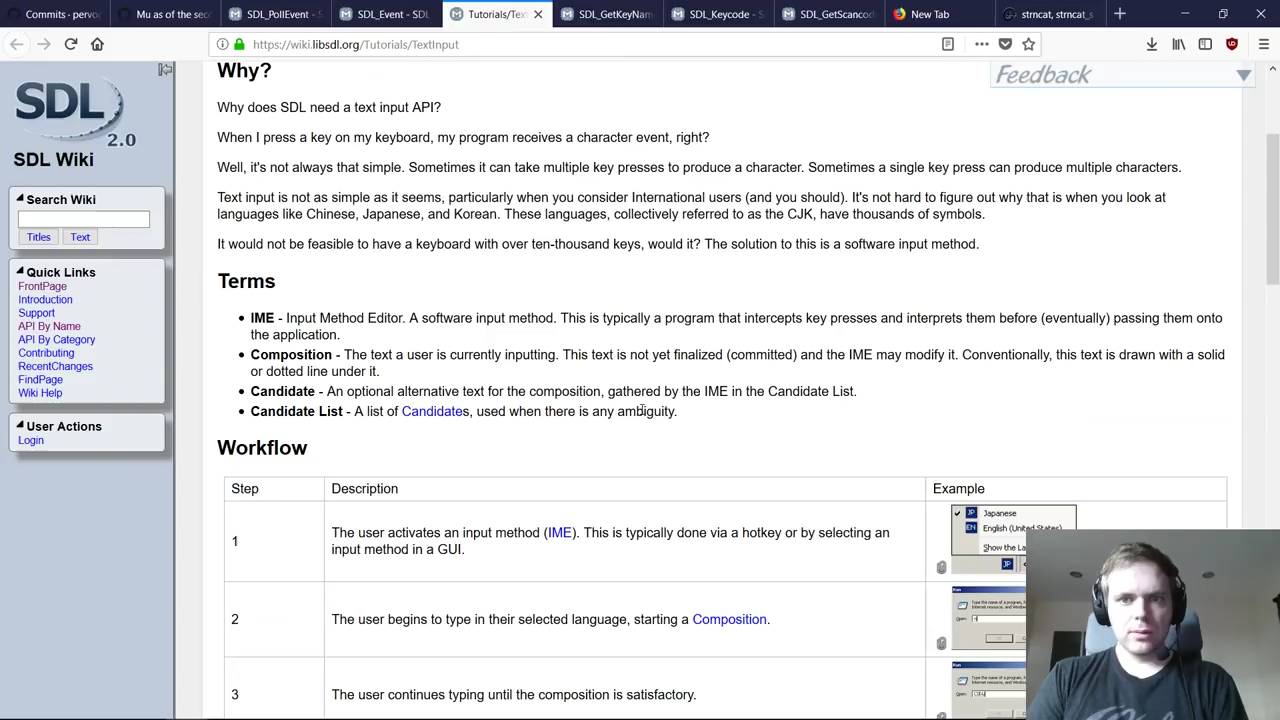 Commits - pervo
Mu as of the seco
SDL_PollEvent - S
SDL_Event - SDL
Tutorials/Tex
SDL_GetKeyNam
SDL_Keycode - S
SDL_GetScancod
New Tab
strncat, strncat_s
https://wiki.libsdl.org/Tutorials/TextInput
SDL
2.0
SDL Wiki
Search Wiki
Titles Text
Quick Links
FrontPage
Introduction
Support
API By Name
API By Category
Contributing
RecentChanges
FindPage
Wiki Help
User Actions
Login
Feedback
Why?
Why does SDL need a text input API?
When I press a key on my keyboard, my program receives a character event, right?
Well, it's not always that simple. Sometimes it can take multiple key presses to produce a character. Sometimes a single key press can produce multiple characters.
Text input is not as simple as it seems, particularly when you consider International users (and you should). It's not hard to figure out why that is when you look at
languages like Chinese, Japanese, and Korean. These languages, collectively referred to as the CJK, have thousands of symbols.
It would not be feasible to have a keyboard with over ten-thousand keys, would it? The solution to this is a software input method.
Terms
IME - Input Method Editor. A software input method. This is typically a program that intercepts key presses and interprets them before (eventually) passing them onto
the application.
Composition - The text a user is currently inputting. This text is not yet finalized (committed) and the IME may modify it. Conventionally, this text is drawn with a solid
or dotted line under it.
Candidate - An optional alternative text for the composition, gathered by the IME in the Candidate List.
Candidate List - A list of Candidates, used when there is any ambiguity.
Workflow
Step Description Example
1
The user activates an input method (IME). This is typically done via a hotkey or by selecting an
input method in a GUI.
JP Japanese
EN English (United States)
Show the La
JP
2
The user begins to type in their selected language, starting a Composition.
Open:
3
The user continues typing until the composition is satisfactory.
Open: